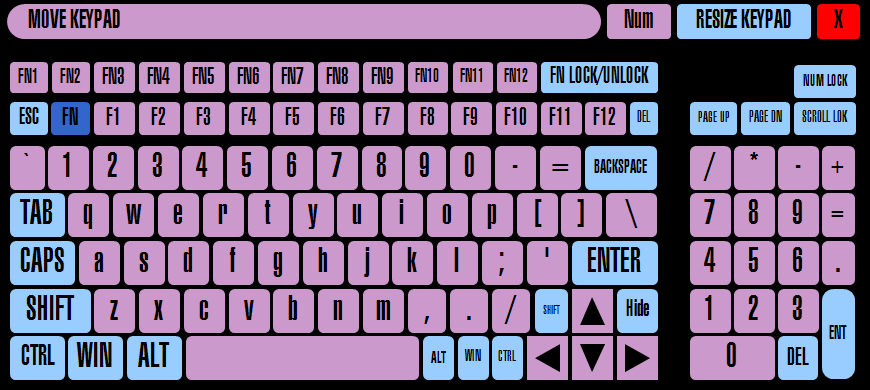 MOVE KEYPAD Num RESIZE KEYPAD X
FN1 FN2 FN3 FN4 FN5 FN6 FN7 FN8 FN9 FN10 FN11 FN12 FN LOCK/UNLOCK NUM LOCK
ESC FN F1 F2 F3 F4 F5 F6 F7 F8 F9 F10 F11 F12 DEL PAGE UP PAGE DN SCROLL LOK
` 1 2 3 4 5 6 7 8 9 0 - = BACKSPACE / * - +
TAB q w e r t y u i o p [ ] \ 7 8 9 =
CAPS a s d f g h j k l ; ' ENTER 4 5 6 .
SHIFT z x c v b n m , . / SHIFT ▲ Hide 1 2 3 ENT
CTRL WIN ALT ALT WIN CTRL ◀ ▼ ▶ 0 DEL